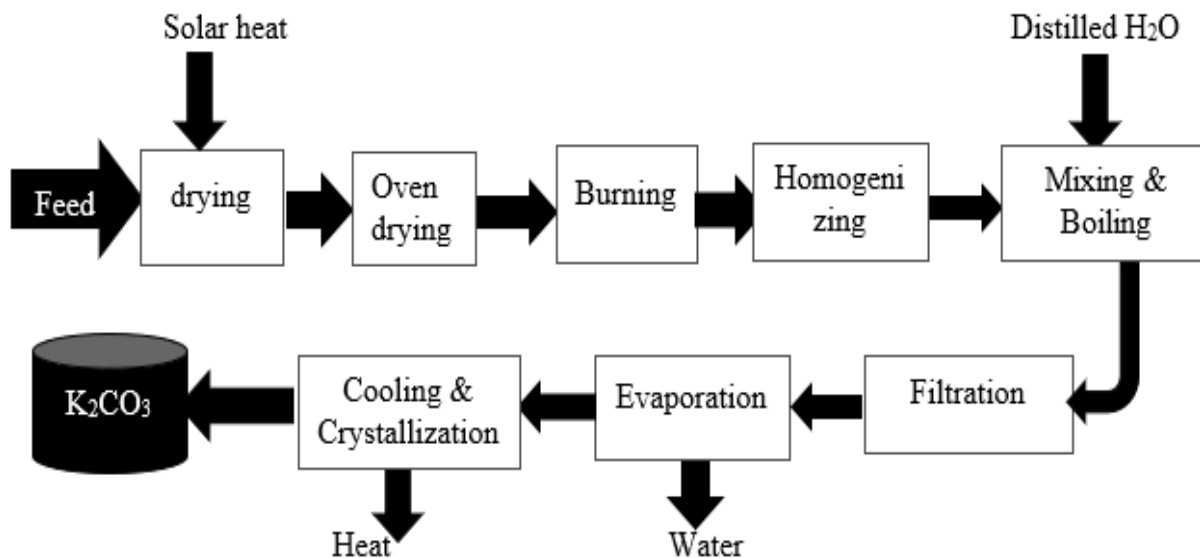 Solar heat
Distilled H₂O
Feed
drying
Oven
drying
Burning
Homogeni
zing
Mixing &
Boiling
K₂CO₃
Cooling &
Crystallization
Evaporation
Filtration
Heat
Water